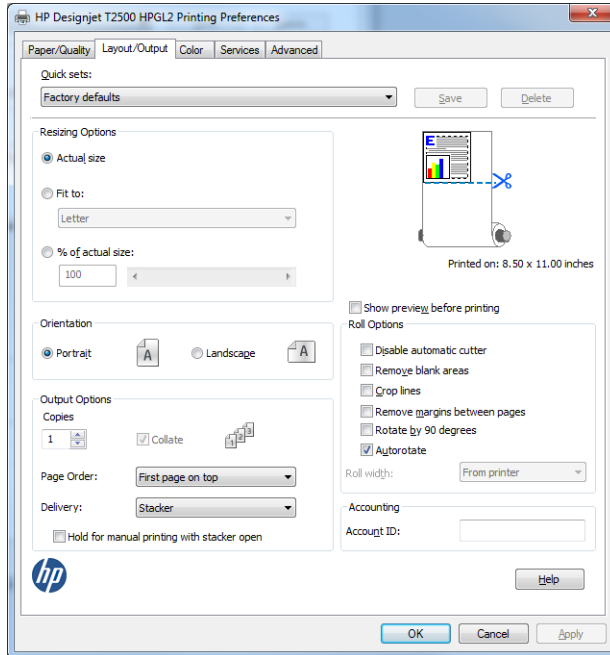 HP Designjet T2500 HPGL2 Printing Preferences
Paper/Quality
Layout/Output
Color
Services
Advanced
Quick sets:
Factory defaults
Save
Delete
Resizing Options
Actual size
Fit to:
Letter
% of actual size:
100
E
Printed on: 8.50 x 11.00 inches
Show preview before printing
Orientation
Portrait
A
Landscape
A
Roll Options
Disable automatic cutter
Remove blank areas
Crop lines
Remove margins between pages
Rotate by 90 degrees
Autorotate
Roll width:
From printer
Output Options
Copies
1
Collate
1 2 3
Page Order:
First page on top
Delivery:
Stacker
Hold for manual printing with stacker open
Accounting
Account ID:
hp
Help
OK
Cancel
Apply